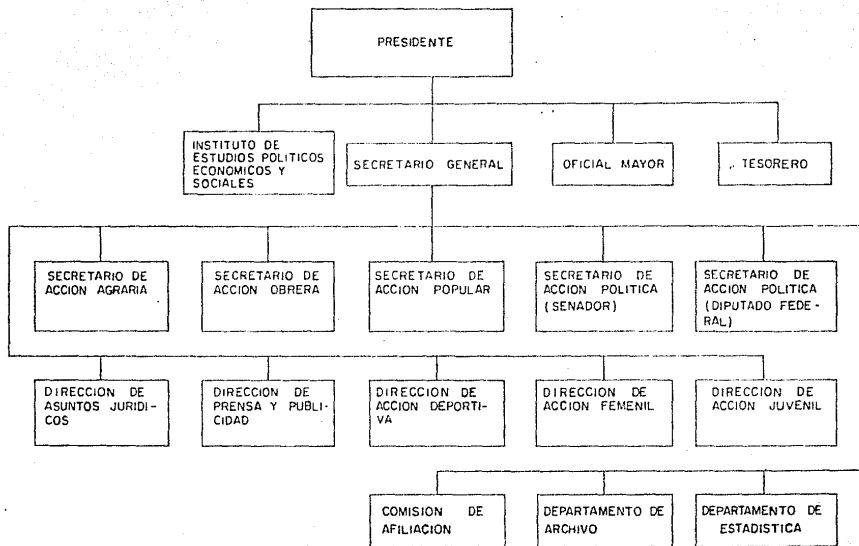 PRESIDENTE
INSTITUTO DE
ESTUDIOS POLITICOS
ECONOMICOS Y
SOCIALES
SECRETARIO GENERAL
OFICIAL MAYOR
TESORERO
SECRETARIO DE
ACCION AGRARIA
SECRETARIO DE
ACCION OBRERA
SECRETARIO DE
ACCION POPULAR
SECRETARIO DE
ACCION POLITICA
(SENADOR)
SECRETARIO DE
ACCION POLITICA
(DIPUTADO FEDE-
RAL)
DIRECCION DE
ASUNTOS JURIDI-
COS
DIRECCION DE
PRENSA Y PUBLI-
CIDAD
DIRECCION DE
ACCION DEPORTI-
VA
DIRECCION DE
ACCION FEMENIL
DIRECCION DE
ACCION JUVENIL
COMISION DE
AFILIACION
DEPARTAMENTO DE
ARCHIVO
DEPARTAMENTO DE
ESTADISTICA